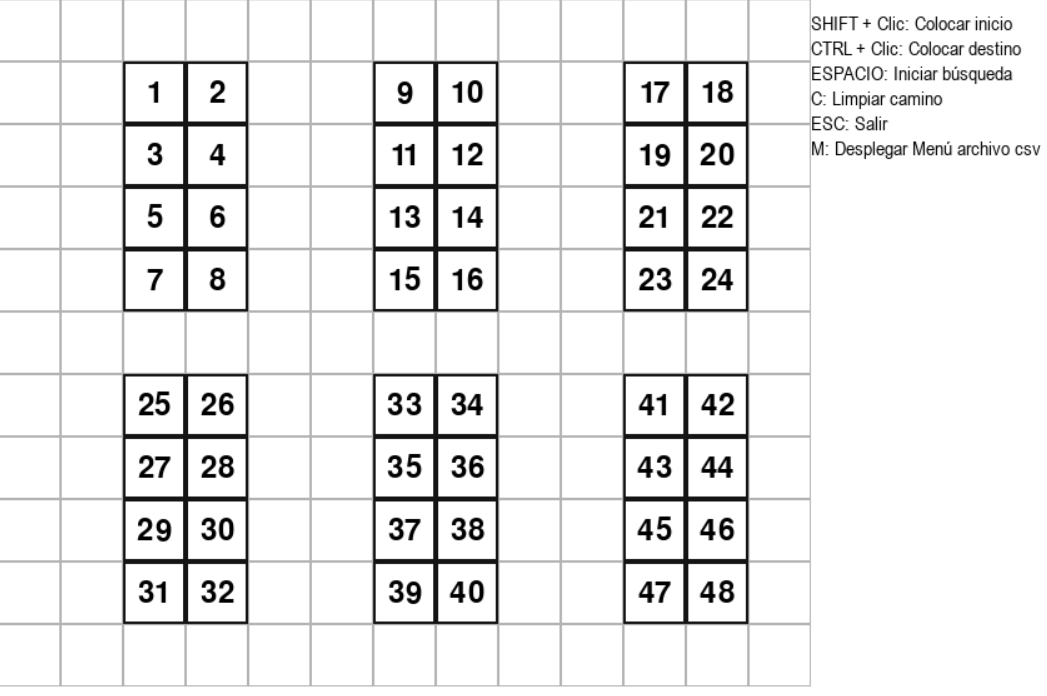 SHIFT + Clic: Colocar inicio
CTRL + Clic: Colocar destino
ESPACIO: Iniciar búsqueda
C: Limpiar camino
ESC: Salir
M: Desplegar Menú archivo csv
1 2 9 10 17 18
3 4 11 12 19 20
5 6 13 14 21 22
7 8 15 16 23 24
25 26 33 34 41 42
27 28 35 36 43 44
29 30 37 38 45 46
31 32 39 40 47 48